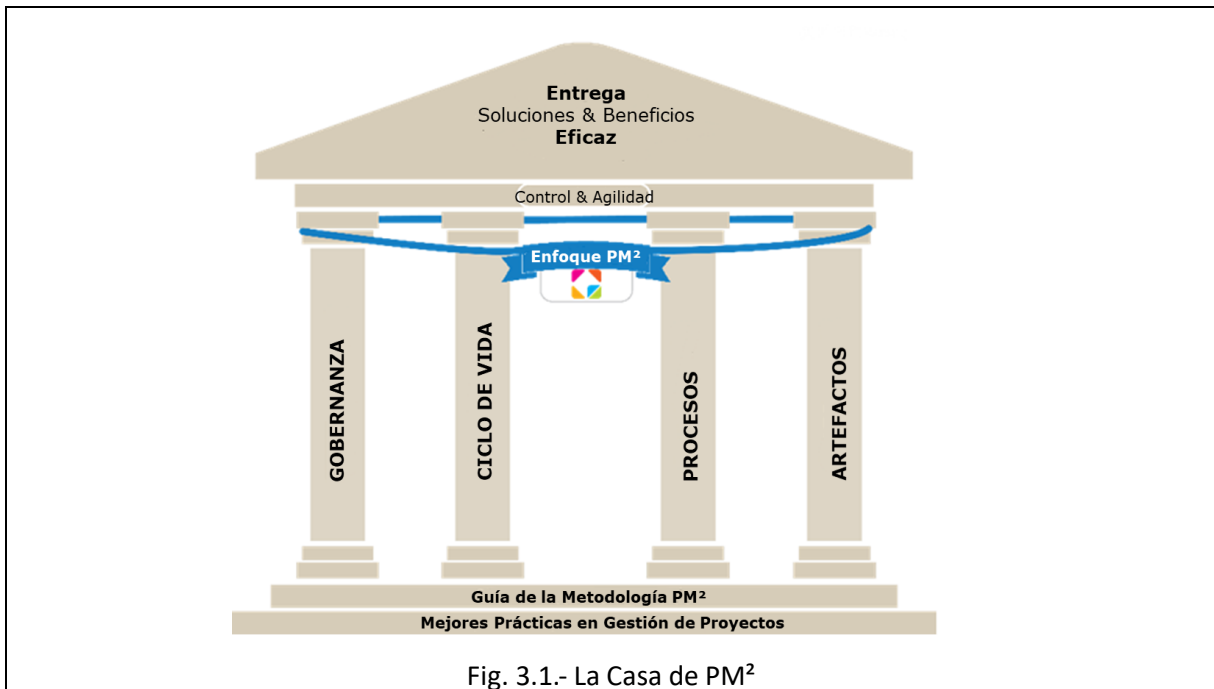 Entrega
Soluciones & Beneficios
Eficaz
Control & Agilidad
Enfoque PM²
GOBERNANZA
CICLO DE VIDA
PROCESOS
ARTEFACTOS
Guía de la Metodología PM²
Mejores Prácticas en Gestión de Proyectos
Fig. 3.1.- La Casa de PM²